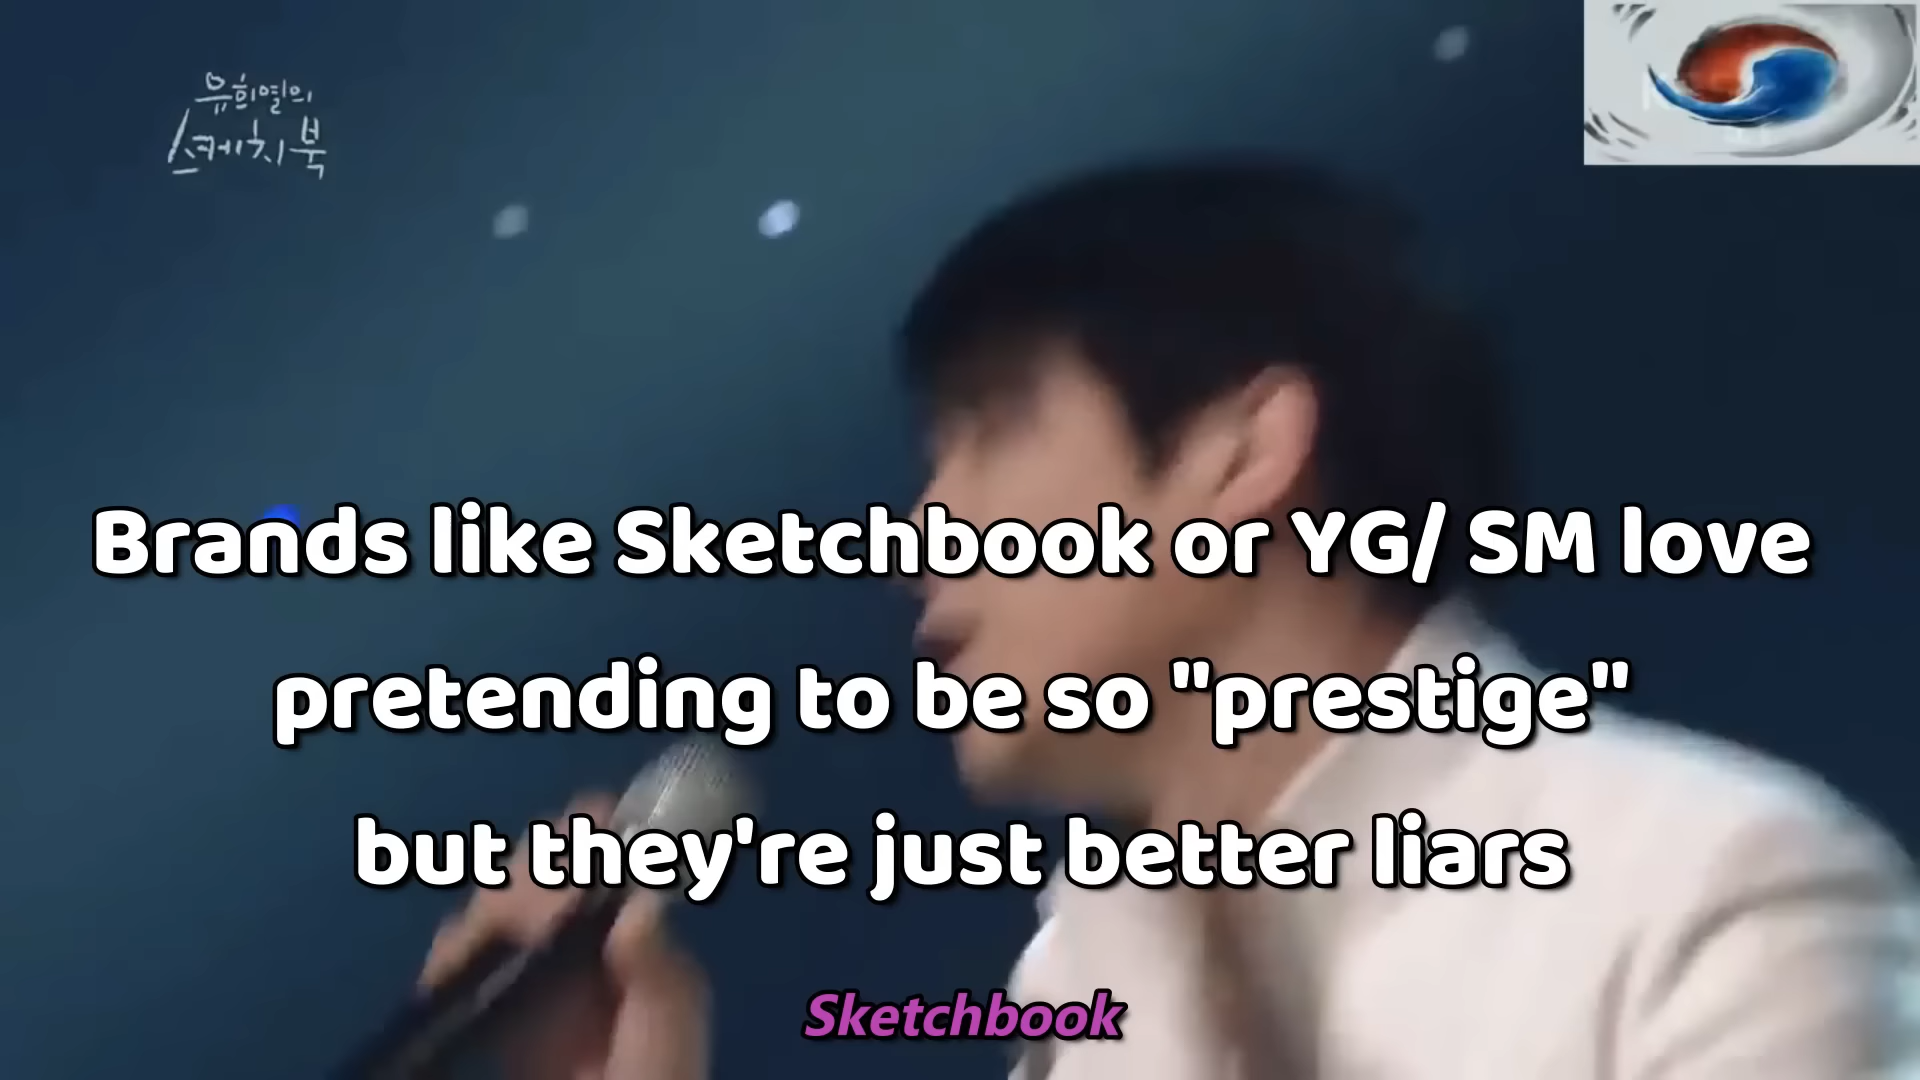 유희열의
스케치북
Brands like Sketchbook or YG/ SM love
pretending to be so "prestige"
but they're just better liars
Sketchbook